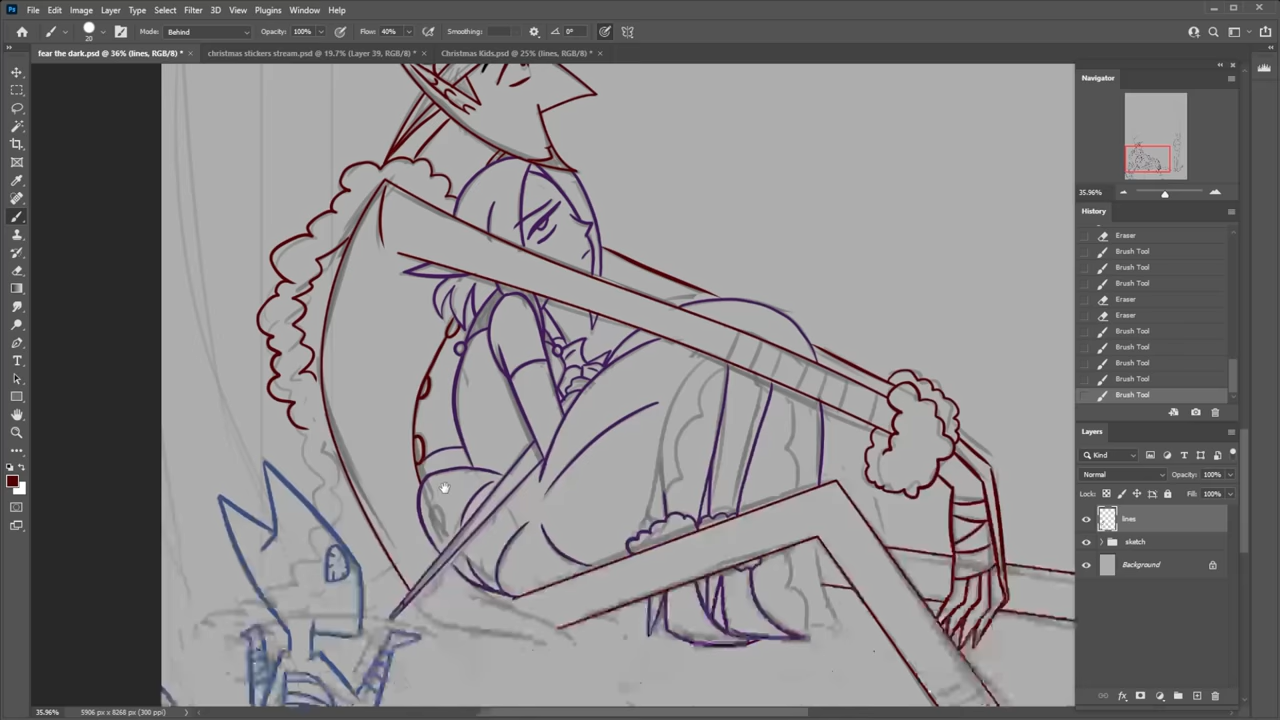 File Edit Image Layer Type Select Filter 3D View Plugins Window Help
20 Mode: Behind Opacity: 100% Flow: 40% Smoothing: 0°
fear the dark.psd @ 36% (lines, RGB/8) * × christmas stickers stream.psd @ 19.7% (Layer 39, RGB/8) * × Christmas Kids.psd @ 25% (lines, RGB/8) * ×
Navigator
35.96%
History
Eraser
Brush Tool
Brush Tool
Brush Tool
Eraser
Eraser
Brush Tool
Brush Tool
Brush Tool
Brush Tool
Brush Tool
Layers
Kind
Normal Opacity: 100%
Lock: Fill: 100%
lines
sketch
Background
35.96% 5906 px x 8268 px (300 ppi)